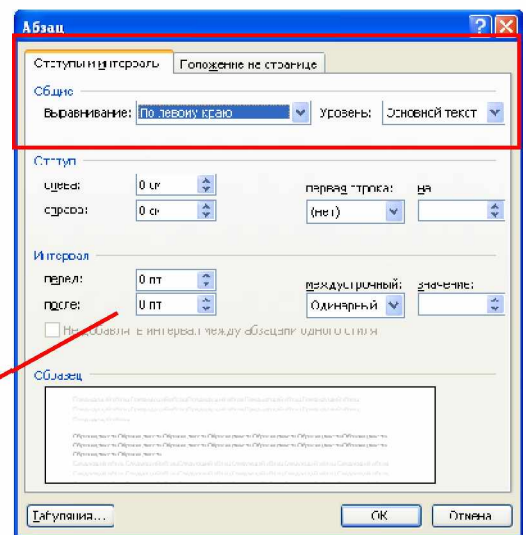 Абзац
Отступы и интервалы Положение на странице
Общие
Выравнивание: По левому краю Уровень: Основной текст
Отступ
слева: 0 см первая строка: на
справа: 0 см (нет)
Интервал
перед: 0 пт междустрочный: значение:
после: 0 пт Одинарный
Не добавлять интервал между абзацами одного стиля
Образец
Табуляция... ОК Отмена